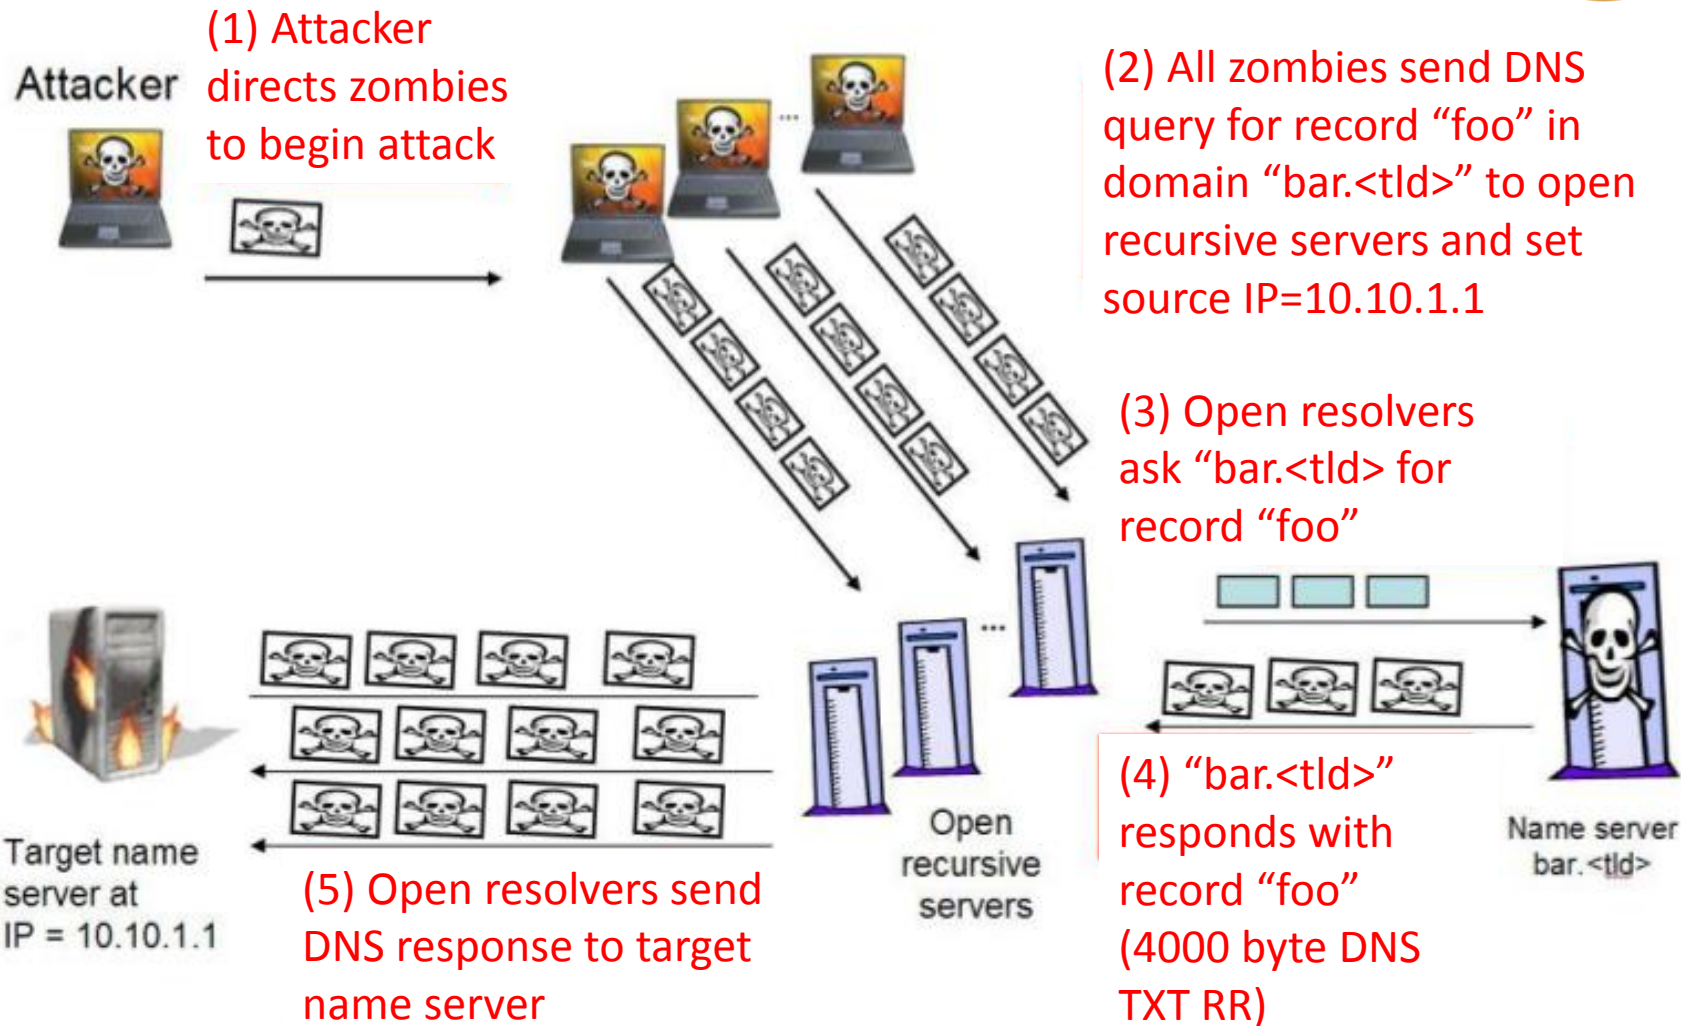 Attacker
(1) Attacker
directs zombies
to begin attack
...
(2) All zombies send DNS
query for record “foo” in
domain “bar.<tld>” to open
recursive servers and set
source IP=10.10.1.1
(3) Open resolvers
ask “bar.<tld> for
record “foo”
...
Target name
server at
IP = 10.10.1.1
(5) Open resolvers send
DNS response to target
name server
Open
recursive
servers
(4) “bar.<tld>”
responds with
record “foo”
(4000 byte DNS
TXT RR)
Name server
bar.<tld>